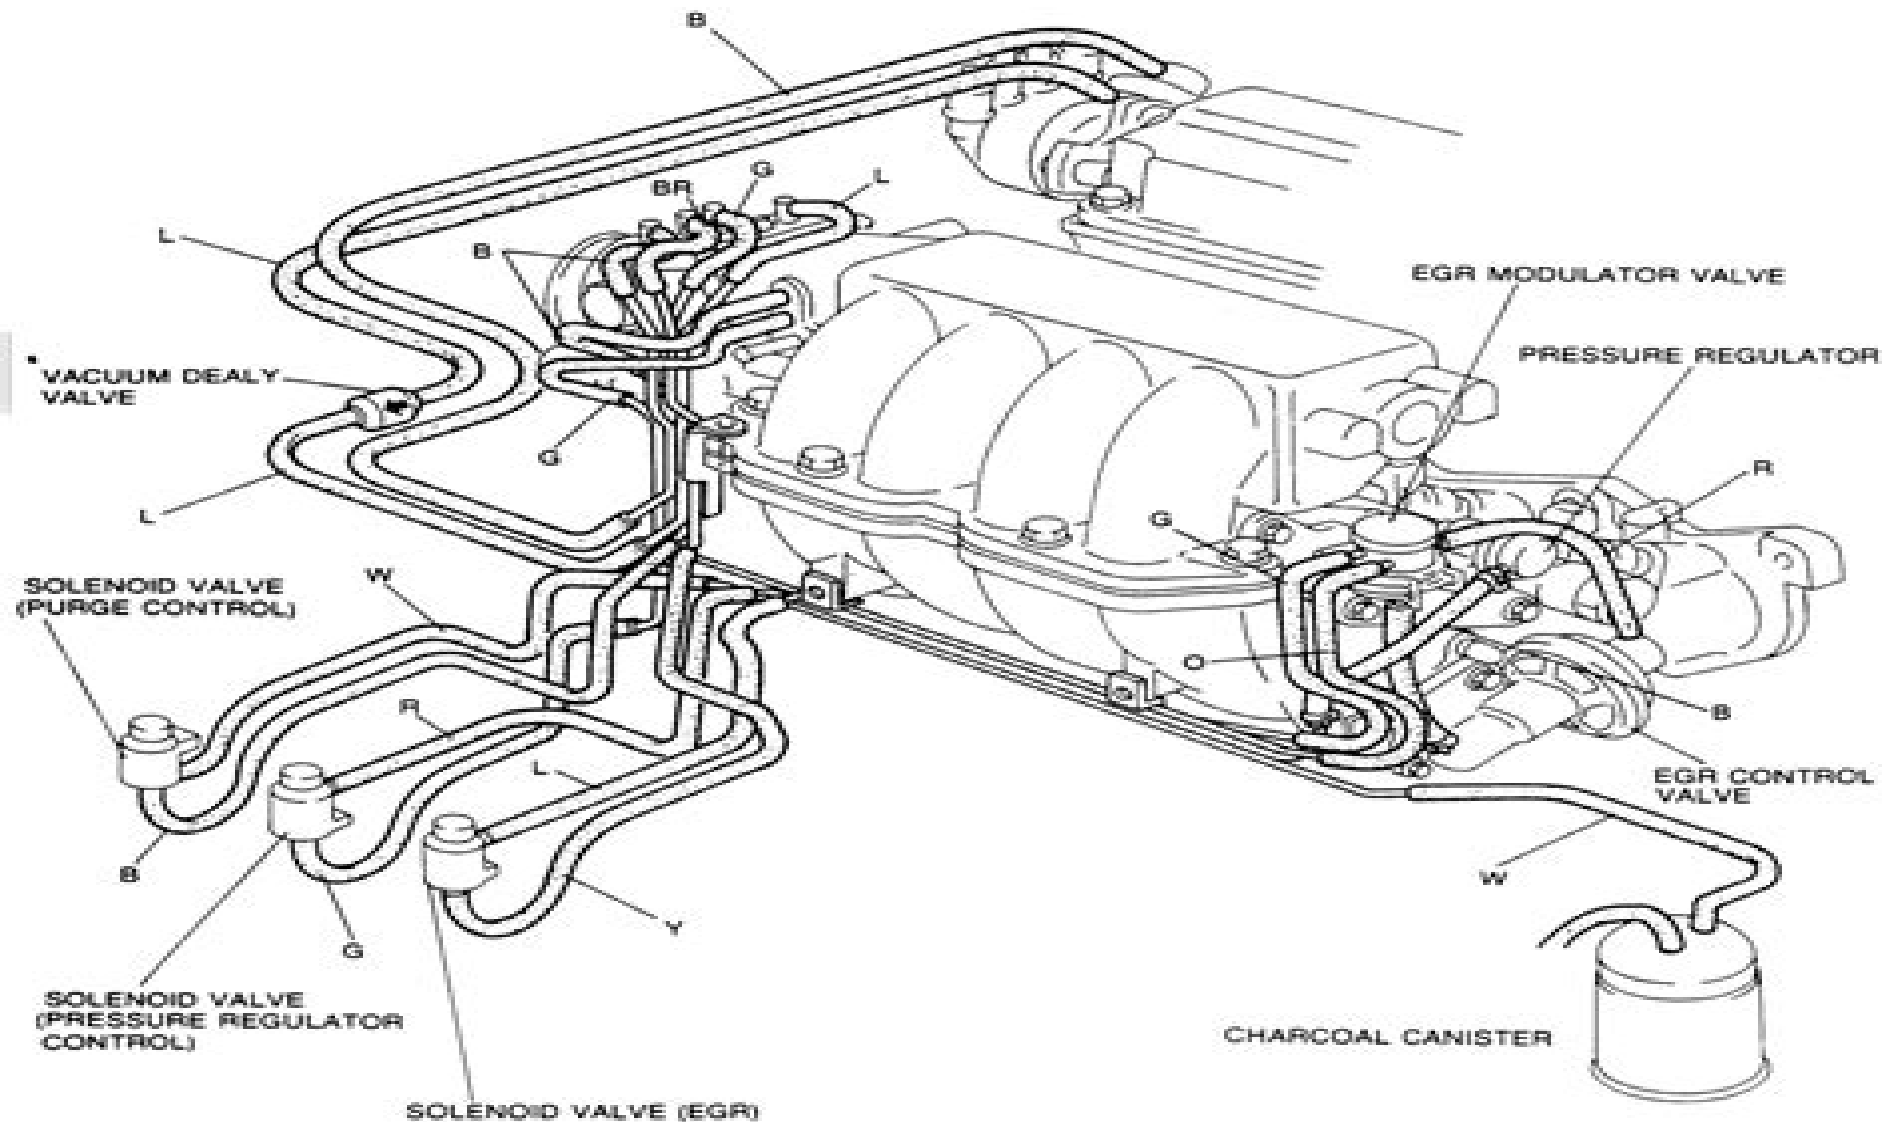 B
G
BR
L
L
B
EGR MODULATOR VALVE
PRESSURE REGULATOR
*
VACUUM DEALY
VALVE
G
R
L
G
SOLENOID VALVE
(PURGE CONTROL)
W
O
R
B
L
EGR CONTROL
VALVE
B
W
Y
G
SOLENOID VALVE
(PRESSURE REGULATOR
CONTROL)
CHARCOAL CANISTER
SOLENOID VALVE (EGR)